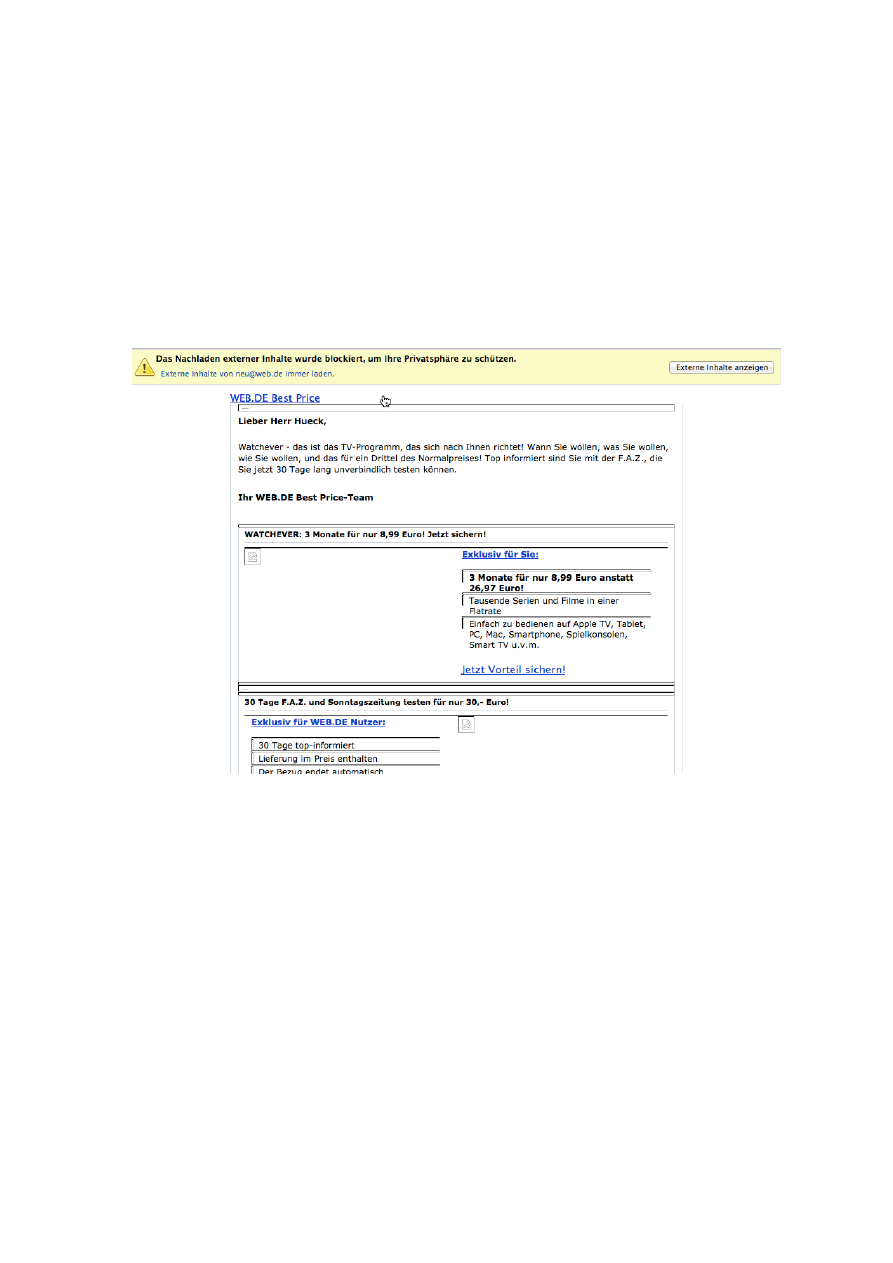 Das Nachladen externer Inhalte wurde blockiert, um Ihre Privatsphäre zu schützen.
Externe Inhalte von neu@web.de immer laden.
Externe Inhalte anzeigen
WEB.DE Best Price
Lieber Herr Hueck,
Watchever - das ist das TV-Programm, das sich nach Ihnen richtet! Wann Sie wollen, was Sie wollen,
wie Sie wollen, und das für ein Drittel des Normalpreises! Top informiert sind Sie mit der F.A.Z., die
Sie jetzt 30 Tage lang unverbindlich testen können.
Ihr WEB.DE Best Price-Team
WATCHEVER: 3 Monate für nur 8,99 Euro! Jetzt sichern!
Exklusiv für Sie:
3 Monate für nur 8,99 Euro anstatt
26,97 Euro!
Tausende Serien und Filme in einer
Flatrate
Einfach zu bedienen auf Apple TV, Tablet,
PC, Mac, Smartphone, Spielkonsolen,
Smart TV u.v.m.
Jetzt Vorteil sichern!
30 Tage F.A.Z. und Sonntagszeitung testen für nur 30,- Euro!
Exklusiv für WEB.DE Nutzer:
30 Tage top-informiert
Lieferung im Preis enthalten
Der Bezug endet automatisch